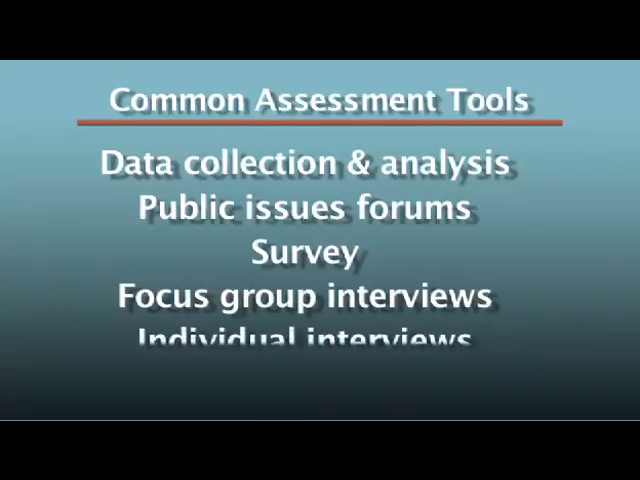 Common Assessment Tools
Data collection & analysis
Public issues forums
Survey
Focus group interviews
Individual interviews